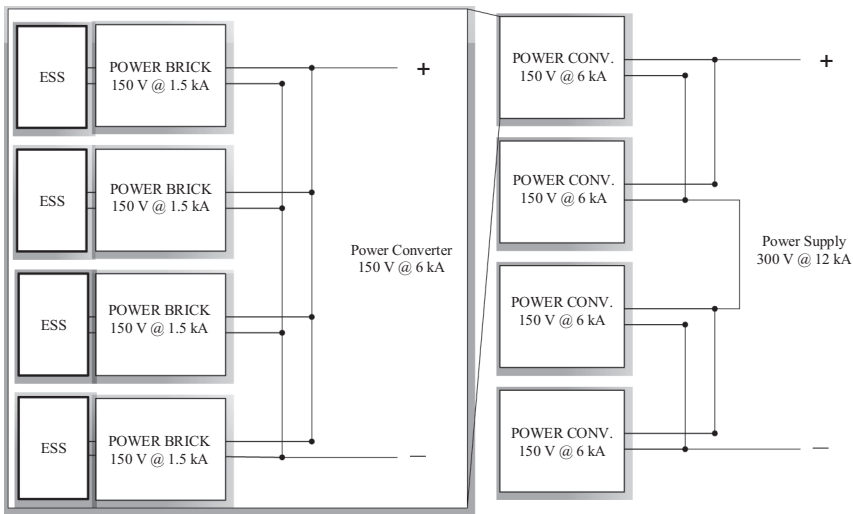 ESS
POWER BRICK
150 V @ 1.5 kA
+
ESS
POWER BRICK
150 V @ 1.5 kA
ESS
POWER BRICK
150 V @ 1.5 kA
ESS
POWER BRICK
150 V @ 1.5 kA
—
Power Converter
150 V @ 6 kA
POWER CONV.
150 V @ 6 kA
+
POWER CONV.
150 V @ 6 kA
POWER CONV.
150 V @ 6 kA
POWER CONV.
150 V @ 6 kA
—
Power Supply
300 V @ 12 kA